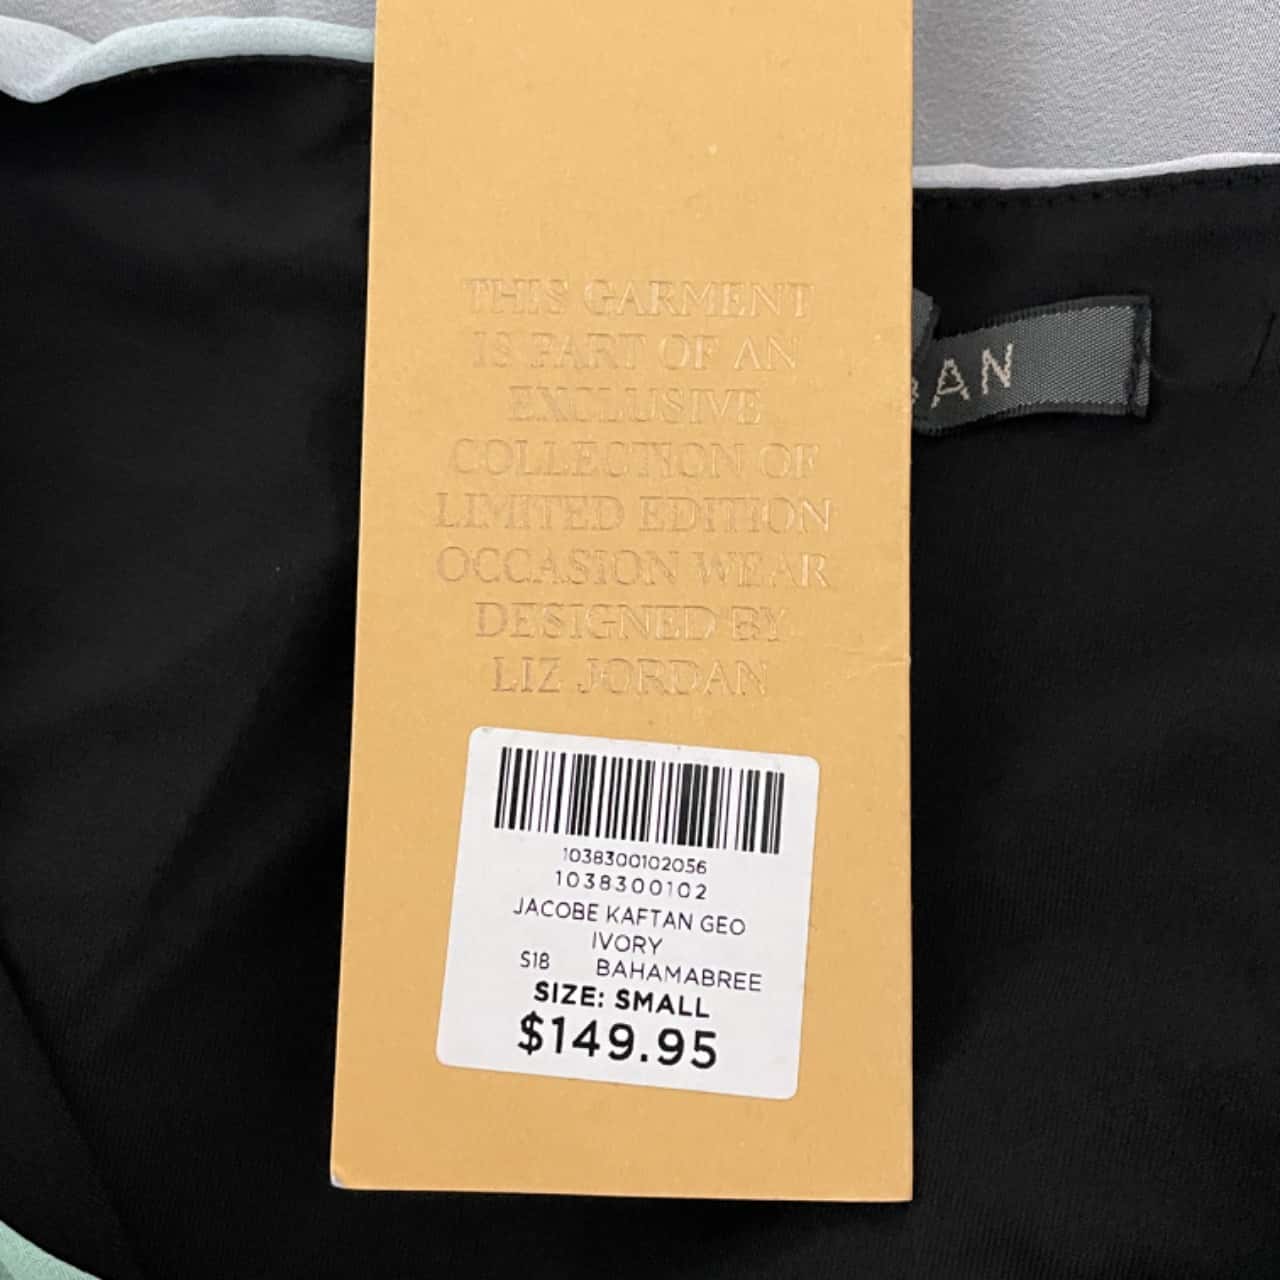 THIS GARMENT
IS PART OF AN
EXCLUSIVE
COLLECTION OF
LIMITED EDITION
OCCASION WEAR
DESIGNED BY
LIZ JORDAN
DAN
1038300102056
1038300102
JACOBE KAFTAN GEO
IVORY
S18 BAHAMABREE
SIZE: SMALL
$149.95